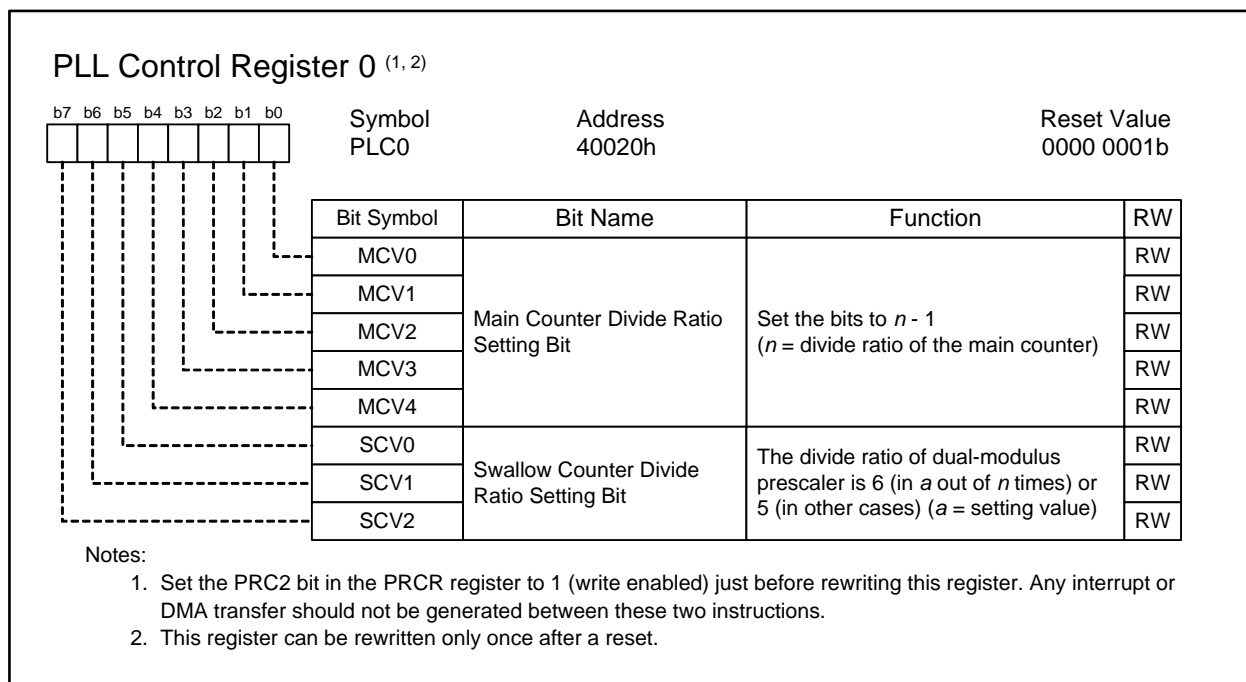 PLL Control Register 0 (1, 2)
b7 b6 b5 b4 b3 b2 b1 b0
Symbol Address Reset Value
PLC0 40020h 0000 0001b
Bit Symbol Bit Name Function RW
MCV0 RW
MCV1 RW
MCV2 RW
MCV3 RW
MCV4 RW
Main Counter Divide Ratio
Setting Bit
Set the bits to n - 1
(n = divide ratio of the main counter)
SCV0 RW
SCV1 RW
SCV2 RW
Swallow Counter Divide
Ratio Setting Bit
The divide ratio of dual-modulus
prescaler is 6 (in a out of n times) or
5 (in other cases) (a = setting value)
Notes:
1. Set the PRC2 bit in the PRCR register to 1 (write enabled) just before rewriting this register. Any interrupt or
DMA transfer should not be generated between these two instructions.
2. This register can be rewritten only once after a reset.